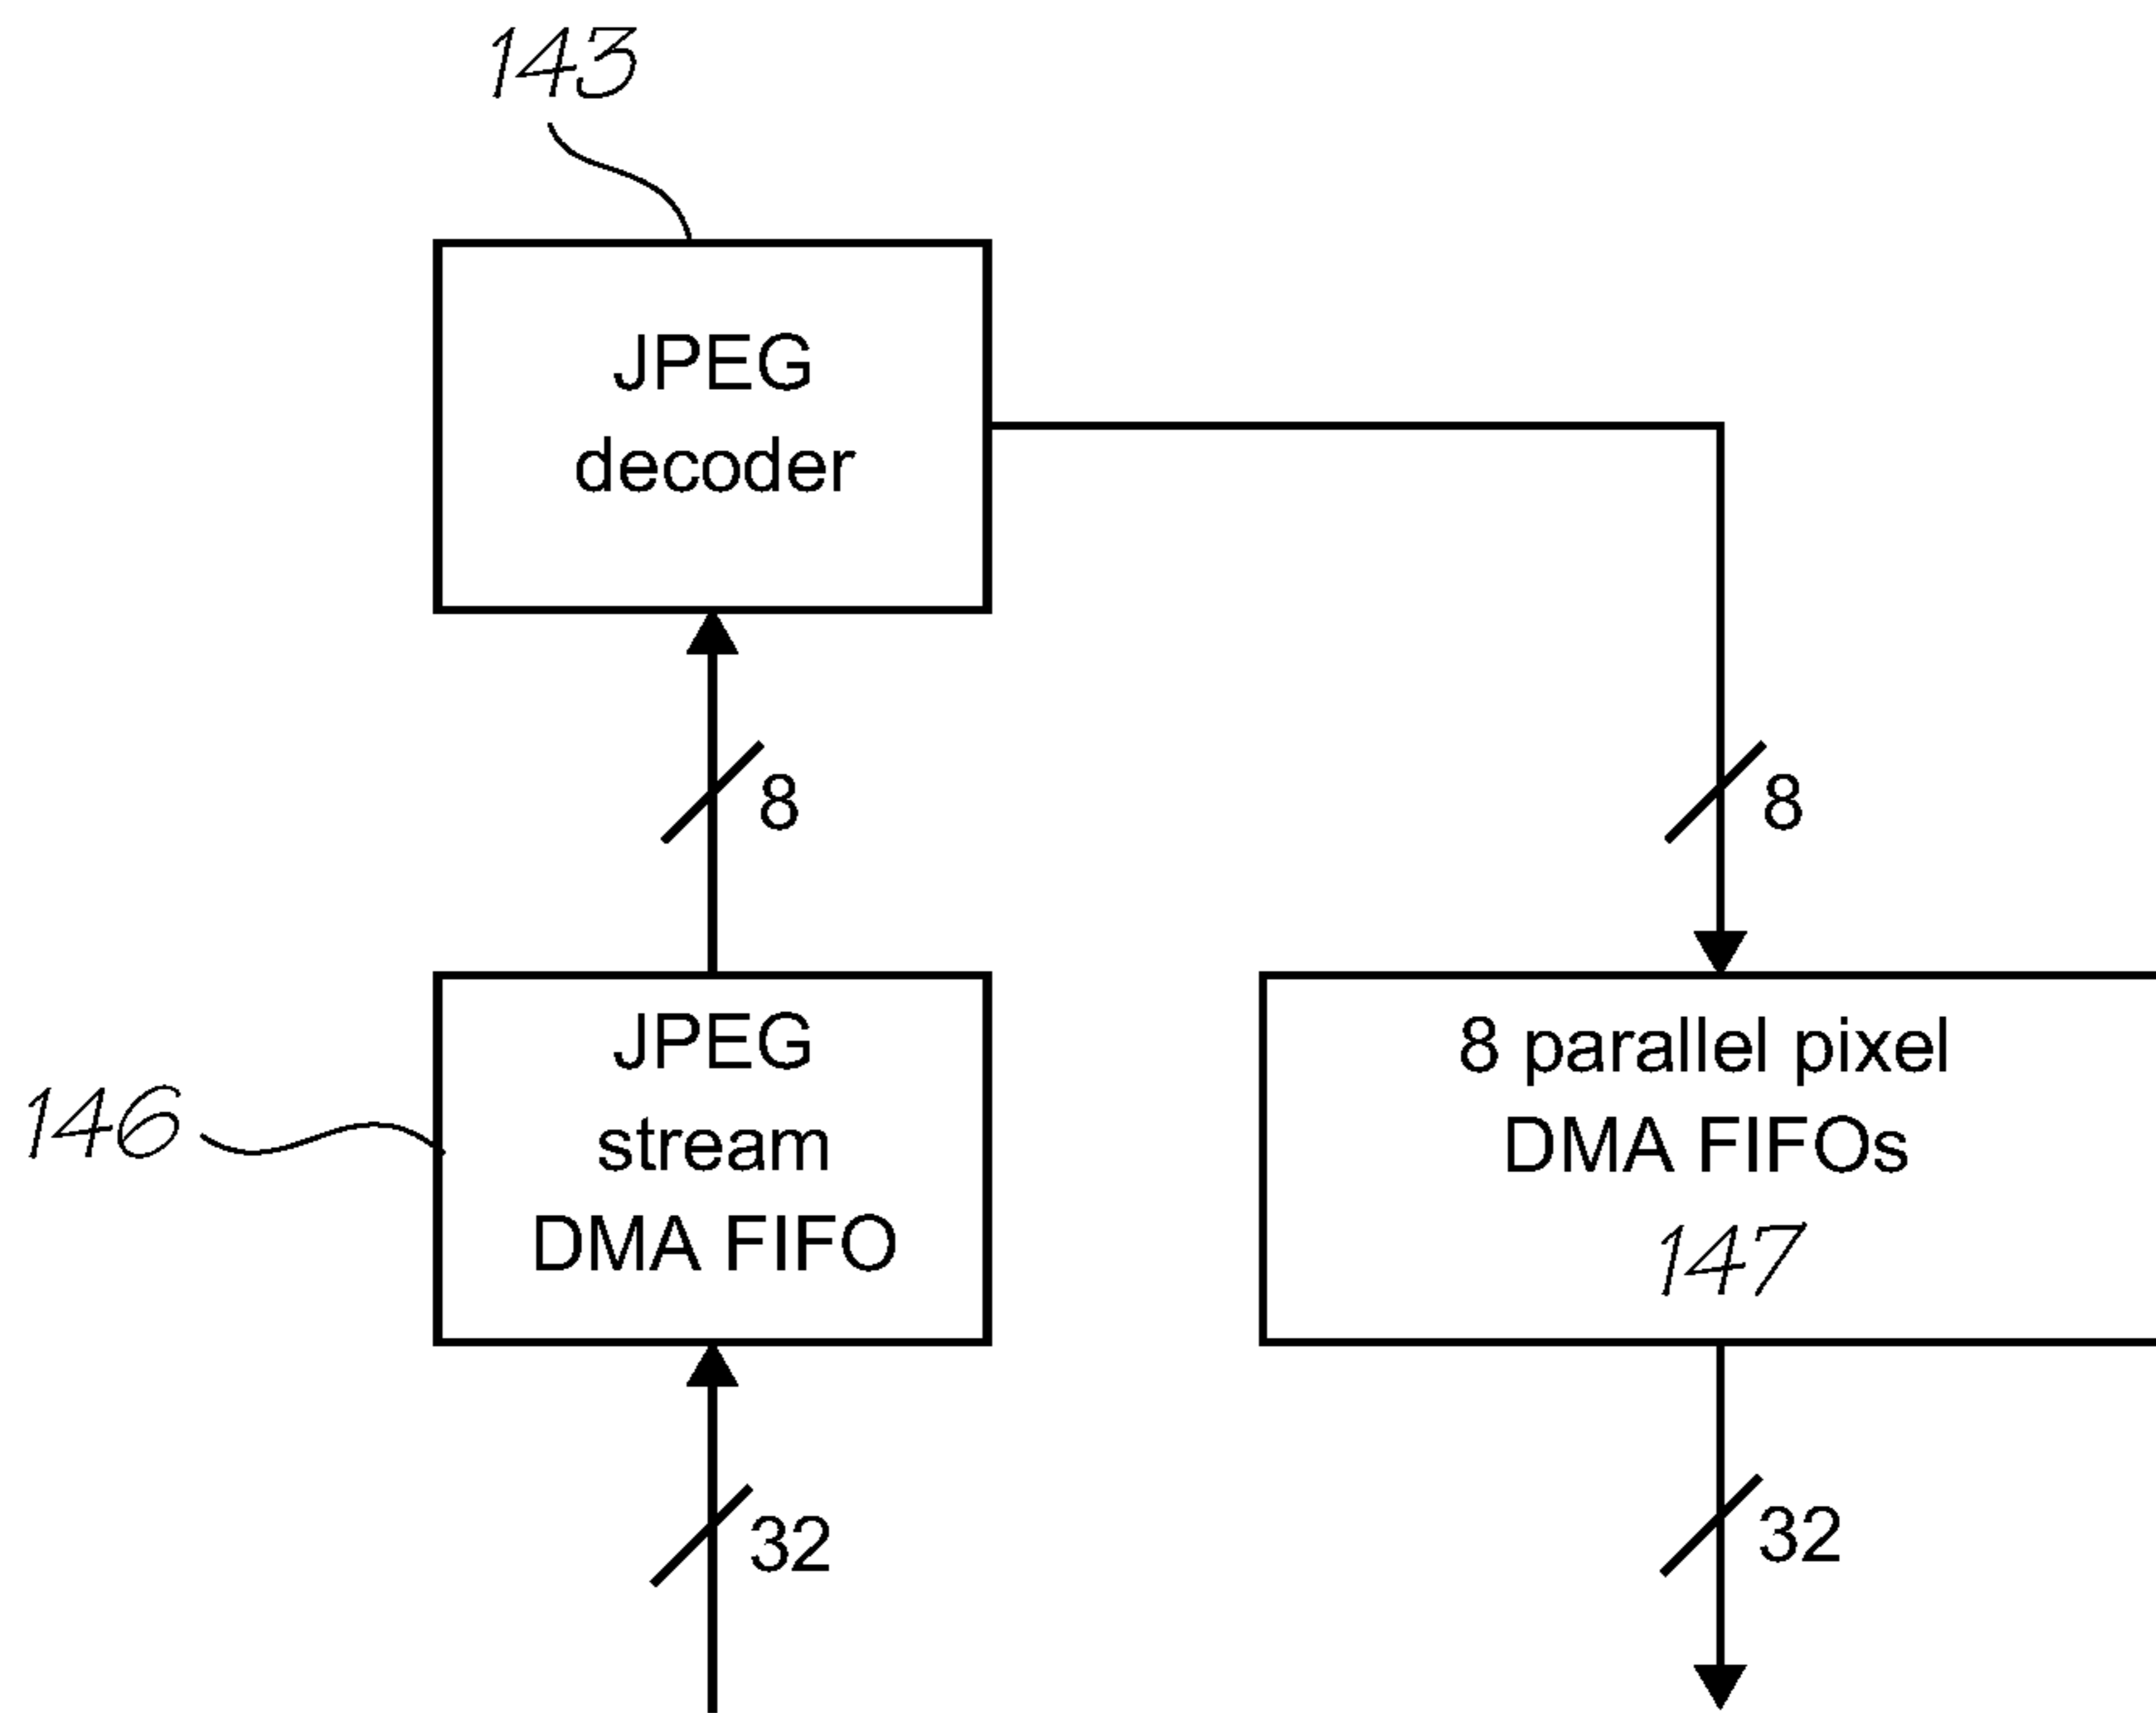 143
JPEG
decoder
8
8
JPEG
stream
DMA FIFO
146
8 parallel pixel
DMA FIFOs
147
32
32